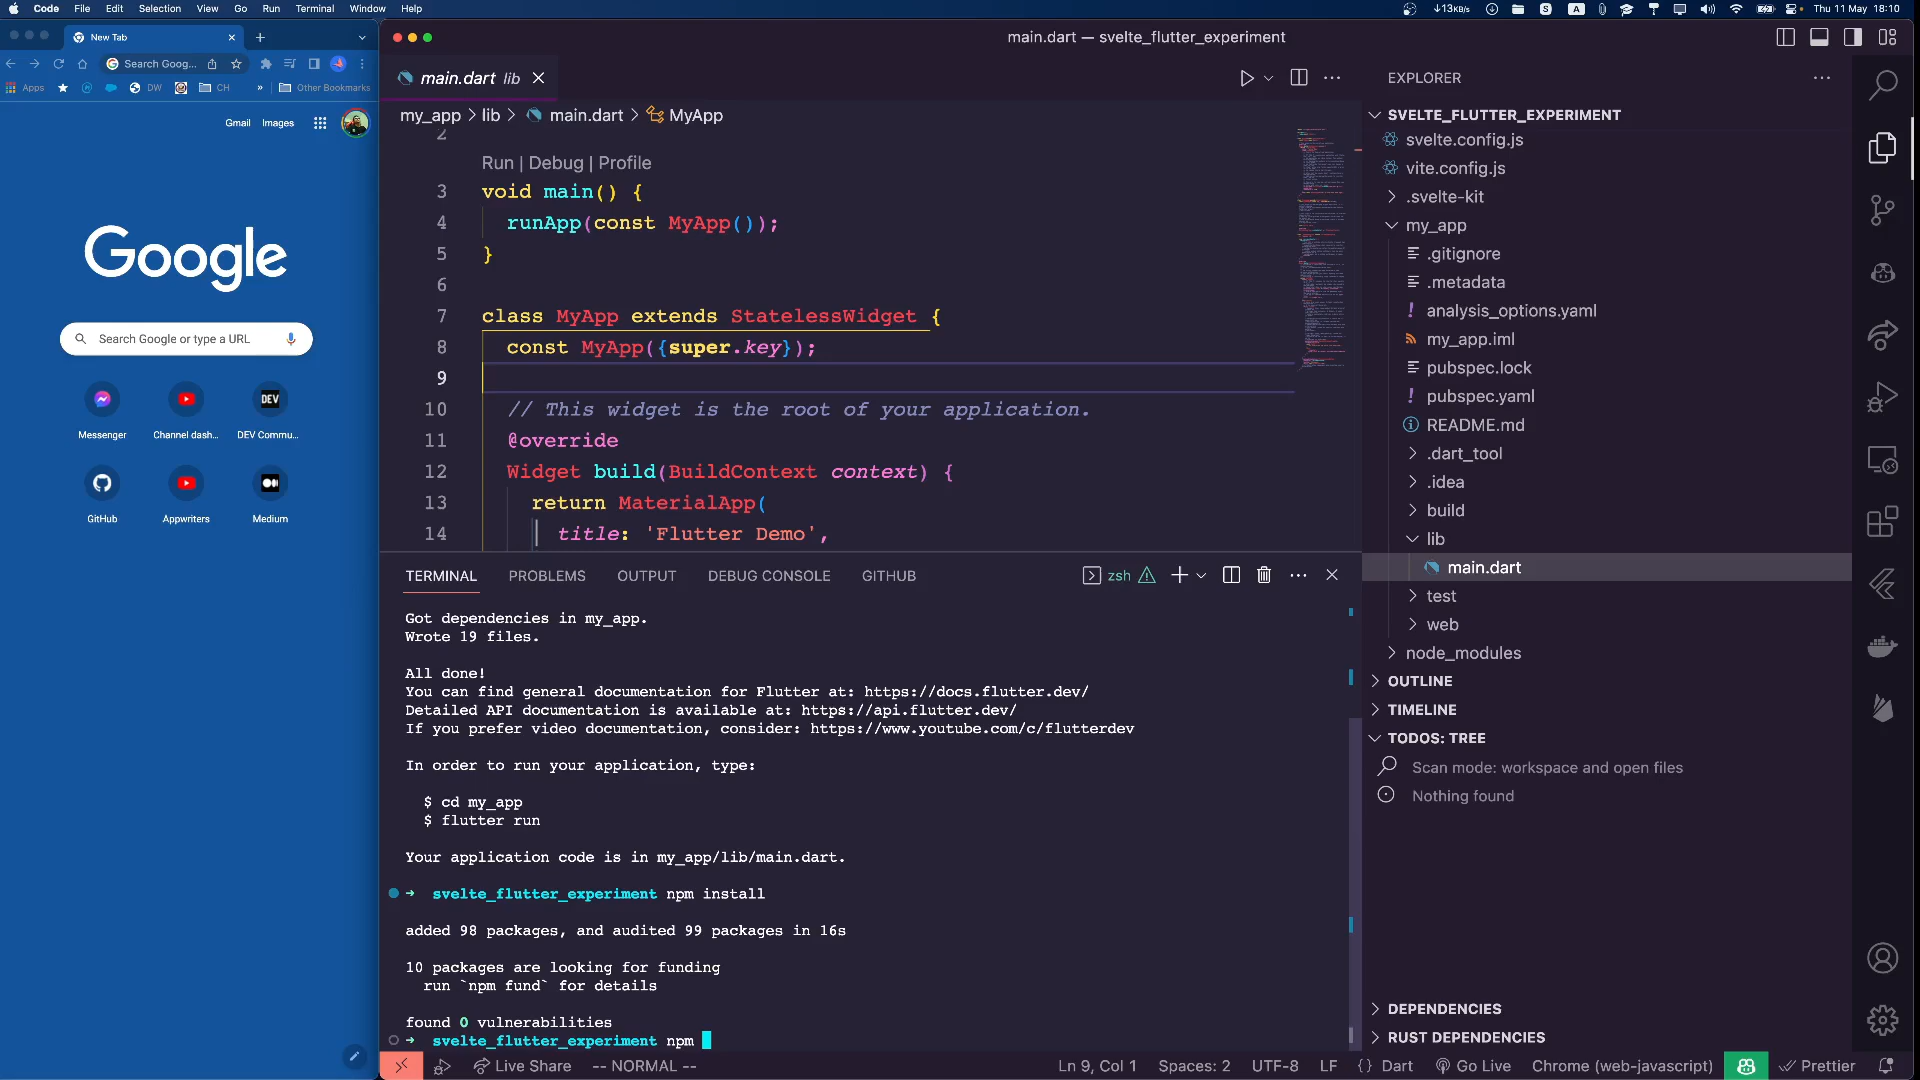 Code File Edit Selection View Go Run Terminal Window Help
↓13KB/s Thu 11 May 18:10
New Tab
main.dart — svelte_flutter_experiment
Search Goog...
main.dart lib
EXPLORER
Apps DW CH » Other Bookmarks
my_app > lib > main.dart > MyApp
SVELTE_FLUTTER_EXPERIMENT
Gmail Images
svelte.config.js
vite.config.js
.svelte-kit
my_app
.gitignore
.metadata
analysis_options.yaml
my_app.iml
pubspec.lock
pubspec.yaml
README.md
.dart_tool
.idea
build
lib
main.dart
test
web
node_modules
OUTLINE
TIMELINE
TODOS: TREE
Scan mode: workspace and open files
Nothing found
DEPENDENCIES
RUST DEPENDENCIES
Google
Search Google or type a URL
DEV
Messenger Channel dash... DEV Commu...
GitHub Appwriters Medium
2
Run | Debug | Profile
3 void main() {
4 runApp(const MyApp());
5 }
6
7 class MyApp extends StatelessWidget {
8 const MyApp({super.key});
9
10 // This widget is the root of your application.
11 @override
12 Widget build(BuildContext context) {
13 return MaterialApp(
14 title: 'Flutter Demo',
TERMINAL PROBLEMS OUTPUT DEBUG CONSOLE GITHUB zsh
Got dependencies in my_app.
Wrote 19 files.
All done!
You can find general documentation for Flutter at: https://docs.flutter.dev/
Detailed API documentation is available at: https://api.flutter.dev/
If you prefer video documentation, consider: https://www.youtube.com/c/flutterdev
In order to run your application, type:
$ cd my_app
$ flutter run
Your application code is in my_app/lib/main.dart.
➜ svelte_flutter_experiment npm install
added 98 packages, and audited 99 packages in 16s
10 packages are looking for funding
run `npm fund` for details
found 0 vulnerabilities
➜ svelte_flutter_experiment npm
Live Share -- NORMAL -- Ln 9, Col 1 Spaces: 2 UTF-8 LF {} Dart Go Live Chrome (web-javascript) Prettier